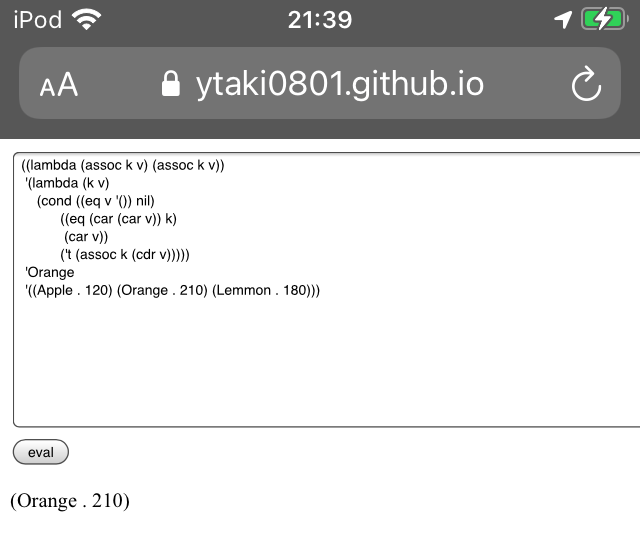 iPod 21:39
AA ytaki0801.github.io
((lambda (assoc k v) (assoc k v))
'(lambda (k v)
(cond ((eq v '()) nil)
((eq (car (car v)) k)
(car v))
('t (assoc k (cdr v)))))
'Orange
'((Apple . 120) (Orange . 210) (Lemmon . 180)))
eval
(Orange . 210)